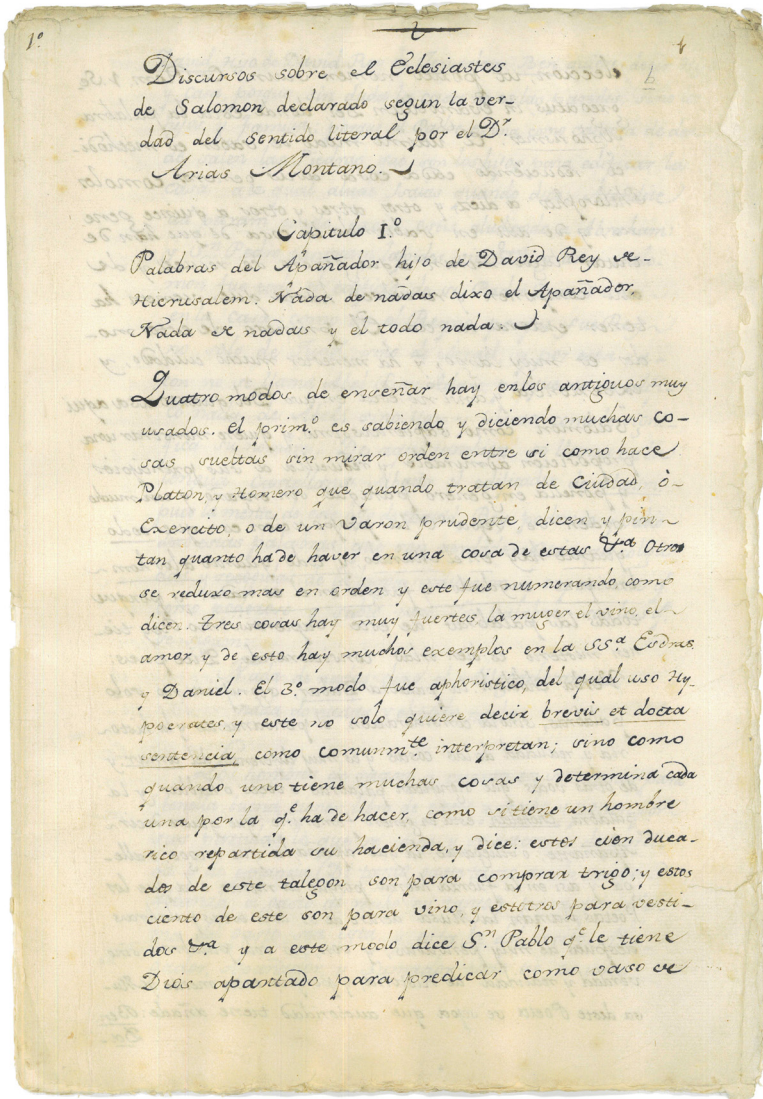 1.º
Discursos sobre el Eclesiastes
de Salomon declarado segun la ver-
dad del sentido literal por el D.r
Arias Montano.
Capitulo I.º
Palabras del Apañador hijo de David Rey de
Hierusalem. Nada de nadas dixo el Apañador.
Nada de nadas y el todo nada.
Quatro modos de enseñar hay en los antiguos muy
usados. el prim.º es sabiendo y diciendo muchas co-
sas sueltas sin mirar orden entre si como hace
Platon, y Homero que quando tratan de Ciudad, ò
Exercito, o de un Varon prudente, dicen y pin-
tan quanto ha de haver en una cosa de estas &.a Otro
se reduxo mas en orden y este fue numerando, como
dicen. Tres cosas hay muy fuertes, la muger el vino, el
amor, y de esto hay muchos exemplos en la SS.a Esdras
y Daniel. El 3.º modo fue aphoristico, del qual uso Hy-
pocrates, y este no solo quiere decir brevis et docta
sentencia, como comunm.te interpretan; sino como
quando uno tiene muchas cosas y determina cada
una por la q.e ha de hacer, como si tiene un hombre
rico repartida su hacienda, y dice: estos cien duca-
dos de este talegon son para comprar trigo; y estos
ciento de este son para vino, y estotros para vesti-
dos &.a y a este modo dice S.n Pablo q.e le tiene
Dios apartado para predicar como vaso de